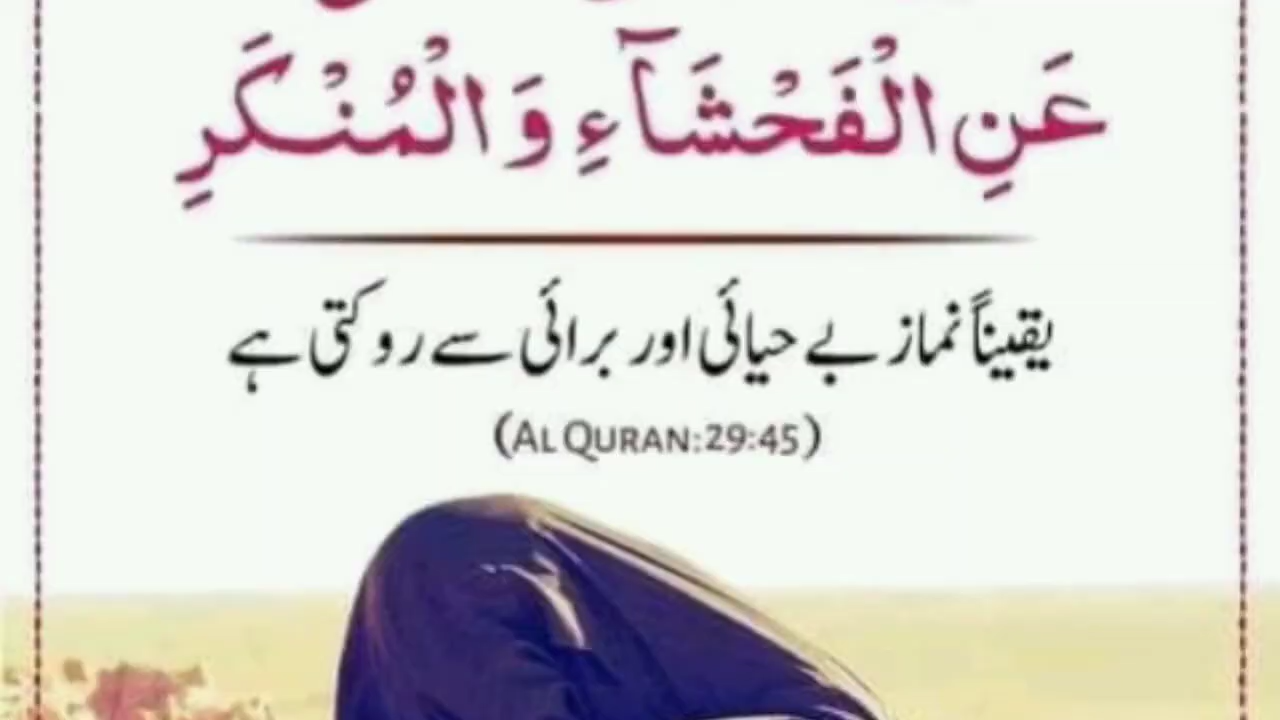 عَنِ الْفَحْشَآءِ وَ الْمُنْكَرِ
یقیناً نماز بے حیائی اور برائی سے روکتی ہے
(AL QURAN:29:45)